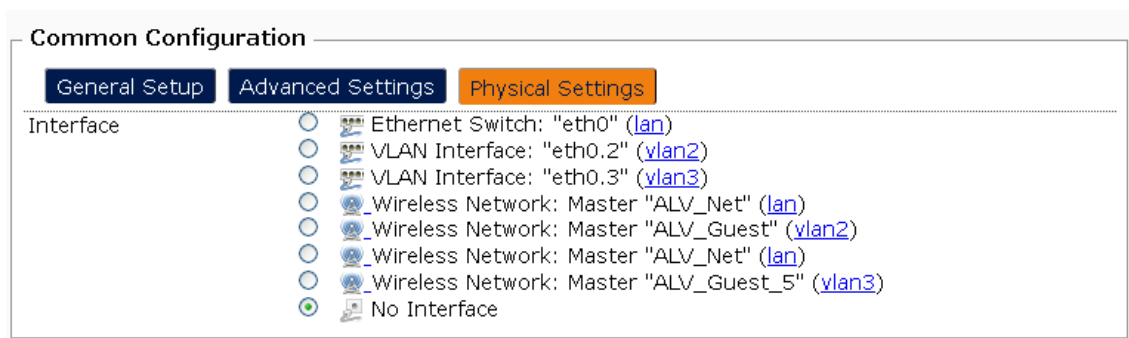 Common Configuration
General Setup Advanced Settings Physical Settings
Interface Ethernet Switch: "eth0" (lan)
VLAN Interface: "eth0.2" (vlan2)
VLAN Interface: "eth0.3" (vlan3)
Wireless Network: Master "ALV_Net" (lan)
Wireless Network: Master "ALV_Guest" (vlan2)
Wireless Network: Master "ALV_Net" (lan)
Wireless Network: Master "ALV_Guest_5" (vlan3)
No Interface